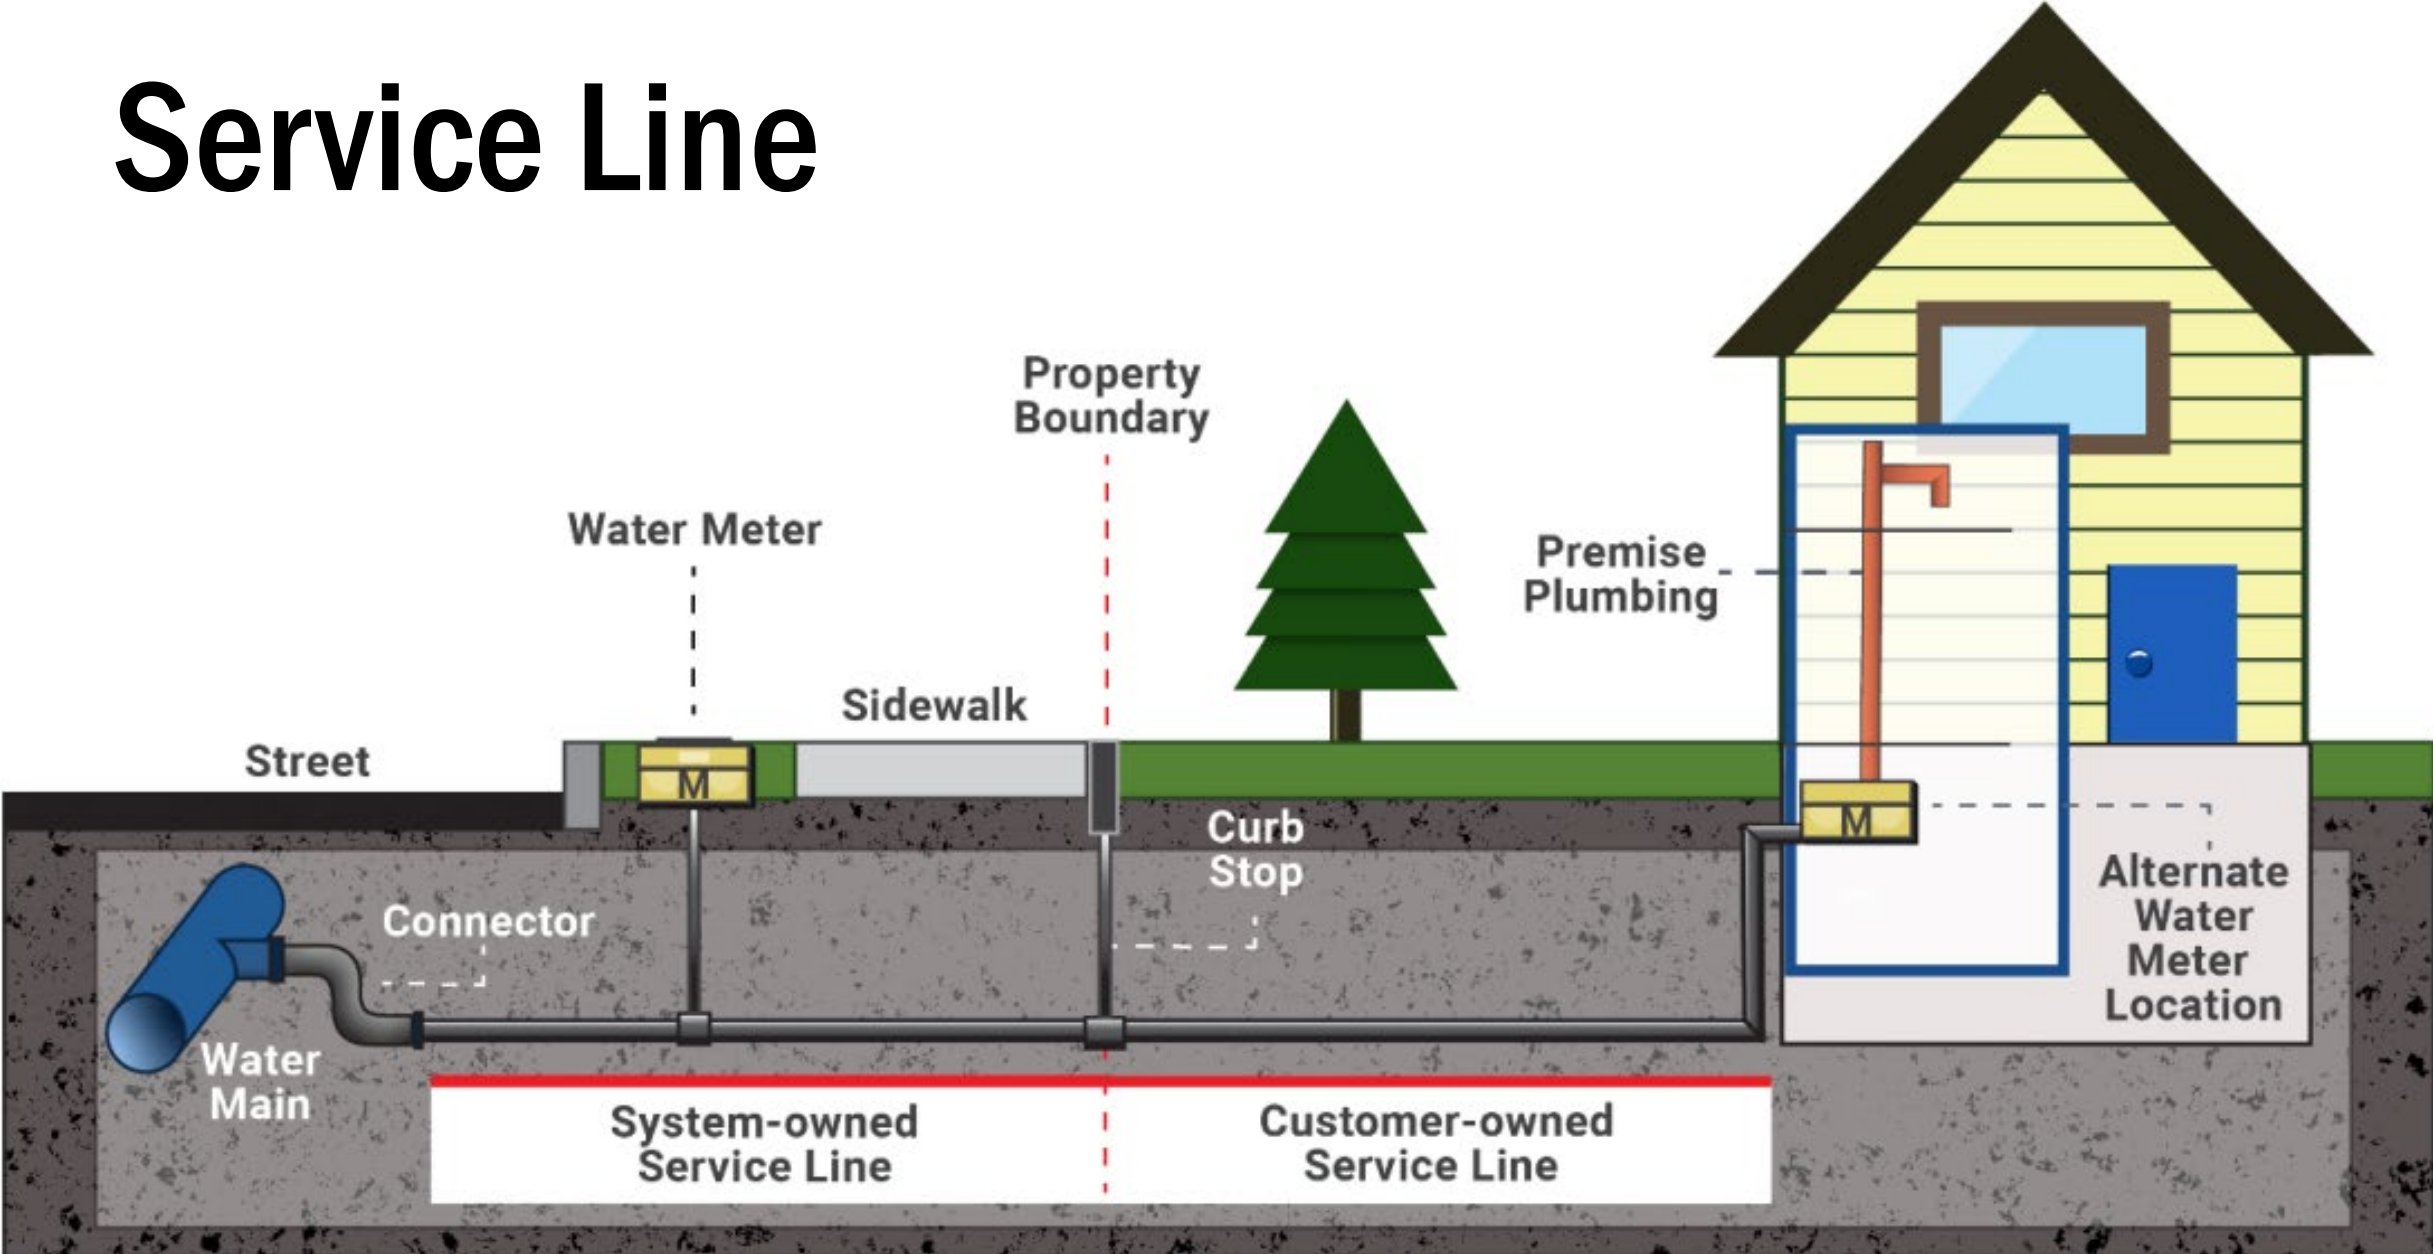 Service Line
Property
Boundary
Water Meter
Premise
Plumbing
Sidewalk
Street
M
M
Curb
Stop
Connector
Alternate
Water
Meter
Location
Water
Main
System-owned
Service Line
Customer-owned
Service Line